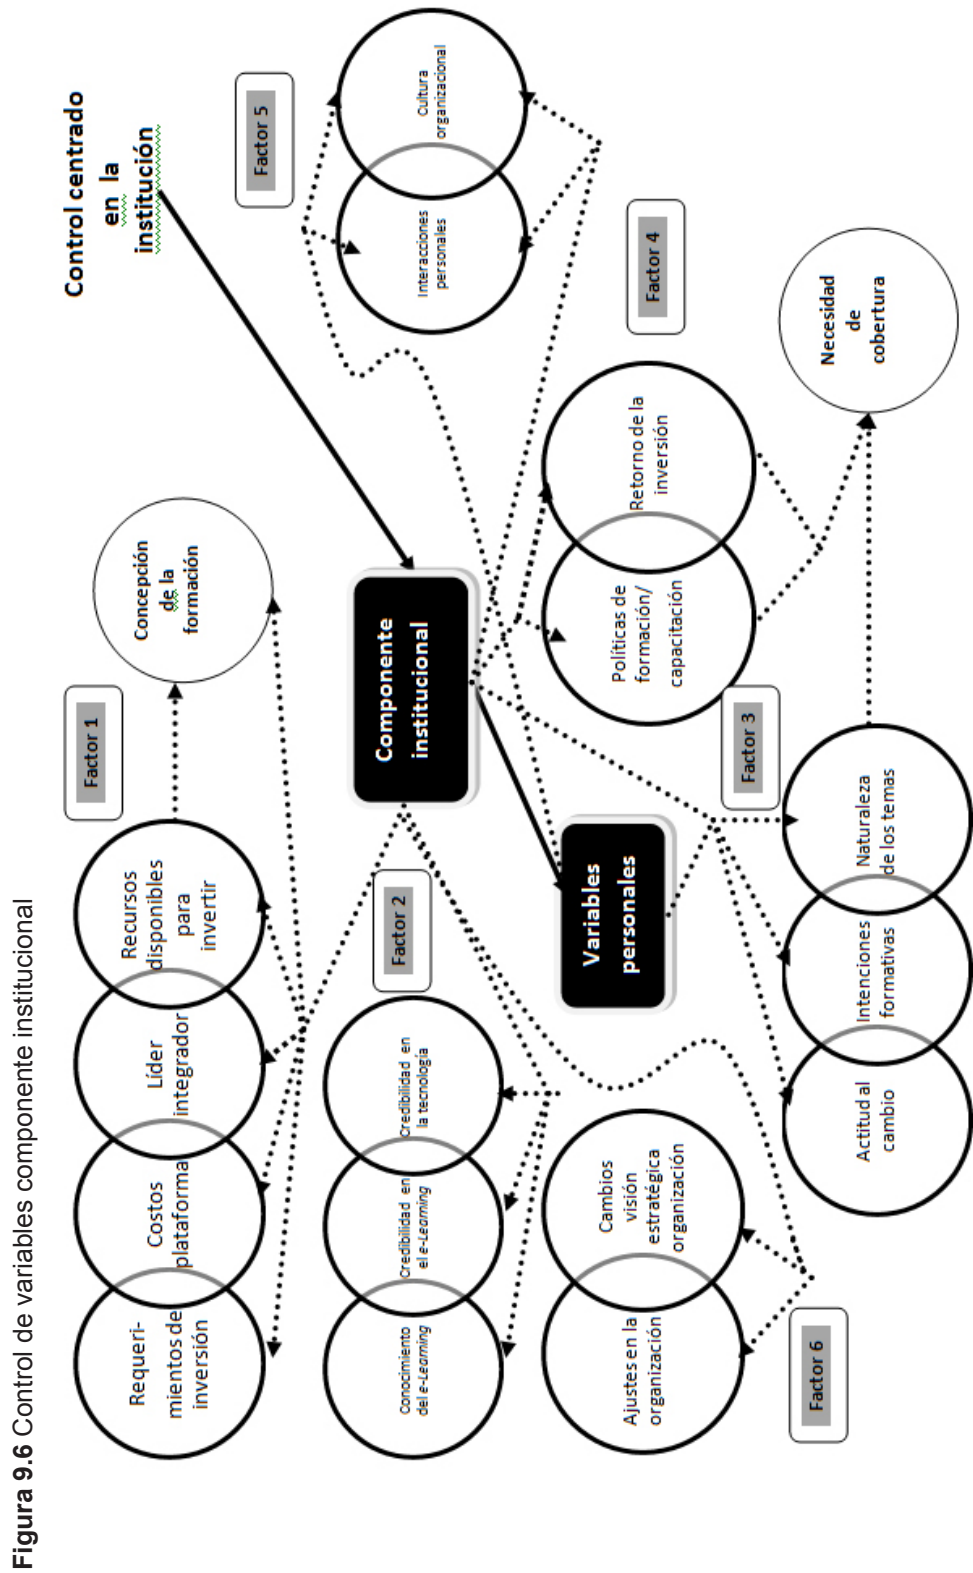 Figura 9.6 Control de variables componente institucional
Control centrado
en la
institución
Factor 1
Requeri-
mientos de
inversión
Costos
plataforma
Líder
integrador
Recursos
disponibles
para
invertir
Concepción
de la
formación
Factor 2
Conocimiento
del e-Learning
Credibilidad en
el e-Learning
Credibilidad en
la tecnología
Componente
institucional
Factor 5
Interacciones
personales
Cultura
organizacional
Variables
personales
Factor 4
Políticas de
formación/
capacitación
Retorno de la
inversión
Factor 6
Ajustes en la
organización
Cambios
visión
estratégica
organización
Factor 3
Actitud al
cambio
Intenciones
formativas
Naturaleza
de los temas
Necesidad
de
cobertura